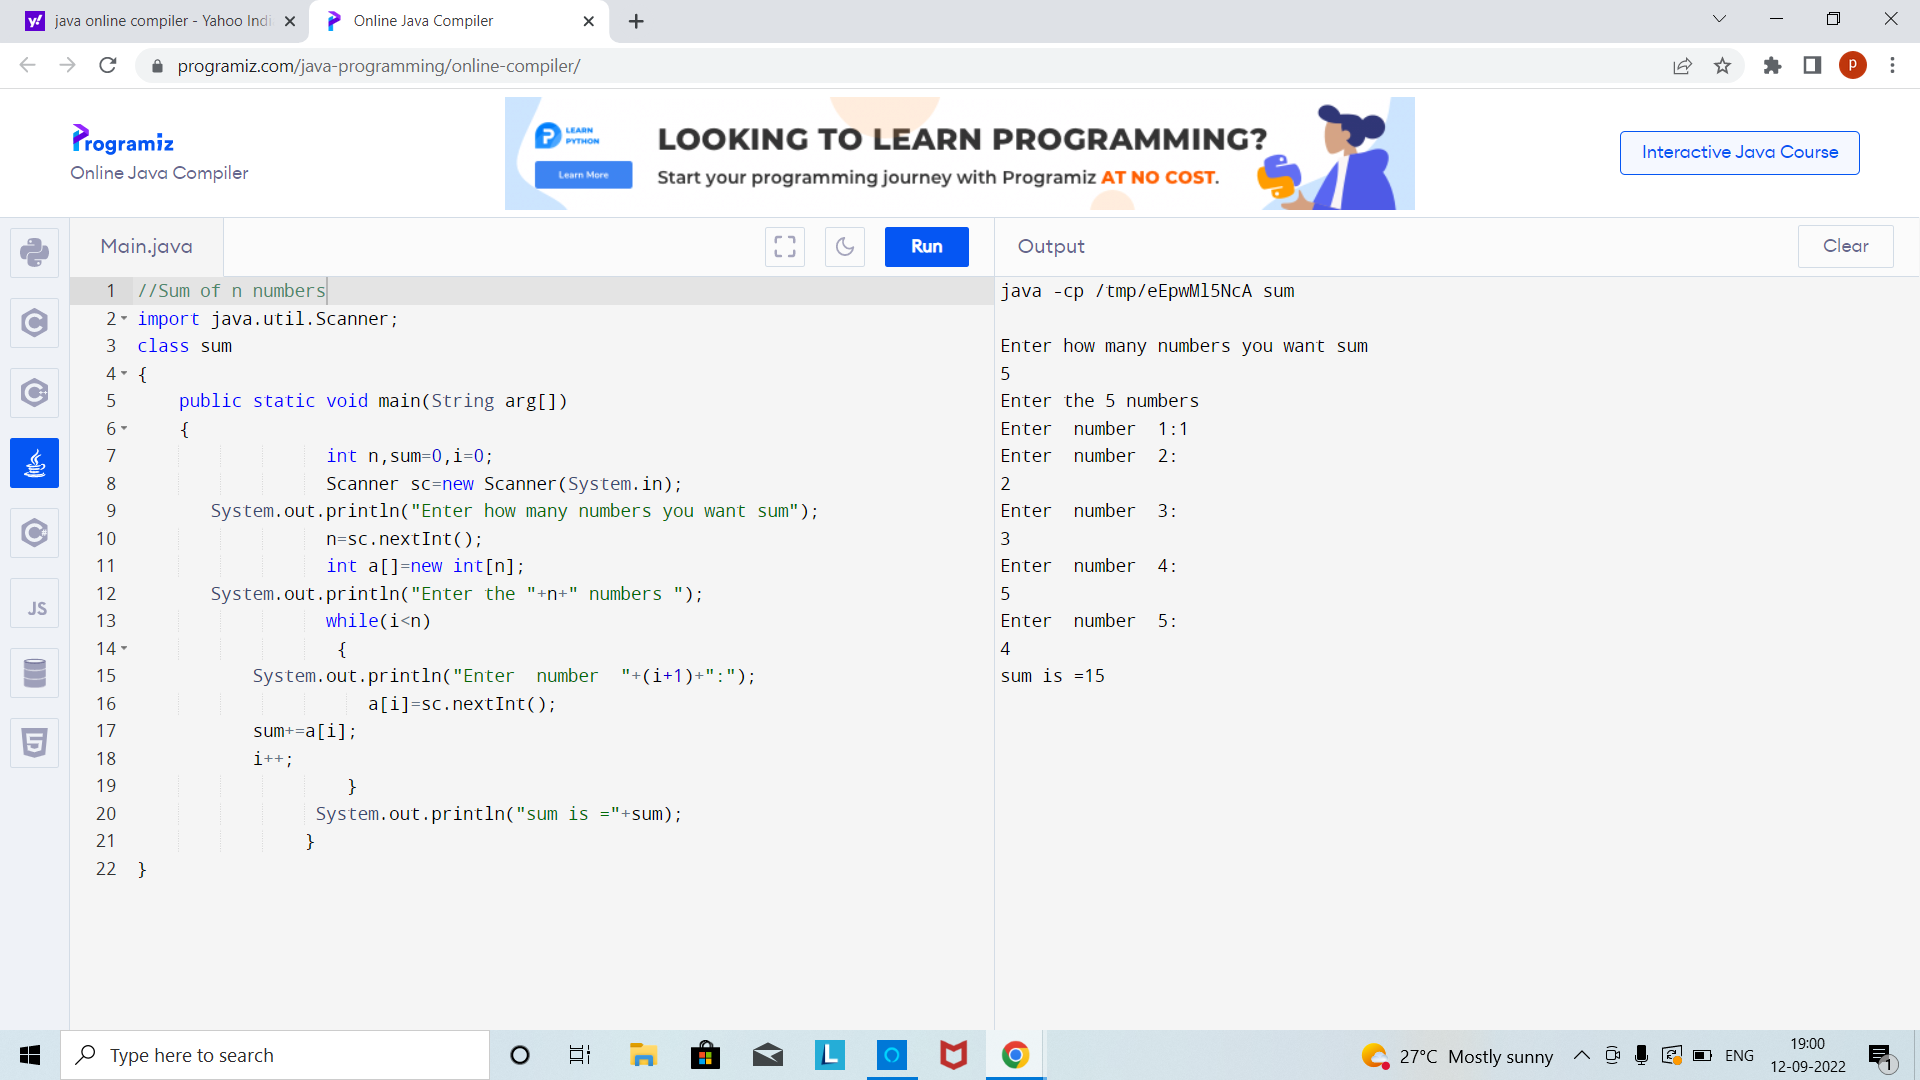 java online compiler - Yahoo Indi
Online Java Compiler
programiz.com/java-programming/online-compiler/
P
Programiz
Online Java Compiler
LEARN
PYTHON
Learn More
LOOKING TO LEARN PROGRAMMING?
Start your programming journey with Programiz AT NO COST.
Interactive Java Course
Main.java
Run
Output
Clear
1 //Sum of n numbers
2 import java.util.Scanner;
3 class sum
4 {
5 public static void main(String arg[])
6 {
7 int n,sum=0,i=0;
8 Scanner sc=new Scanner(System.in);
9 System.out.println("Enter how many numbers you want sum");
10 n=sc.nextInt();
11 int a[]=new int[n];
12 System.out.println("Enter the "+n+" numbers ");
13 while(i<n)
14 {
15 System.out.println("Enter  number  "+(i+1)+":");
16 a[i]=sc.nextInt();
17 sum+=a[i];
18 i++;
19 }
20 System.out.println("sum is ="+sum);
21 }
22 }
java -cp /tmp/eEpwMl5NcA sum
Enter how many numbers you want sum
5
Enter the 5 numbers
Enter  number  1:1
Enter  number  2:
2
Enter  number  3:
3
Enter  number  4:
5
Enter  number  5:
4
sum is =15
JS
Type here to search
L
27°C Mostly sunny
ENG
19:00
12-09-2022
1